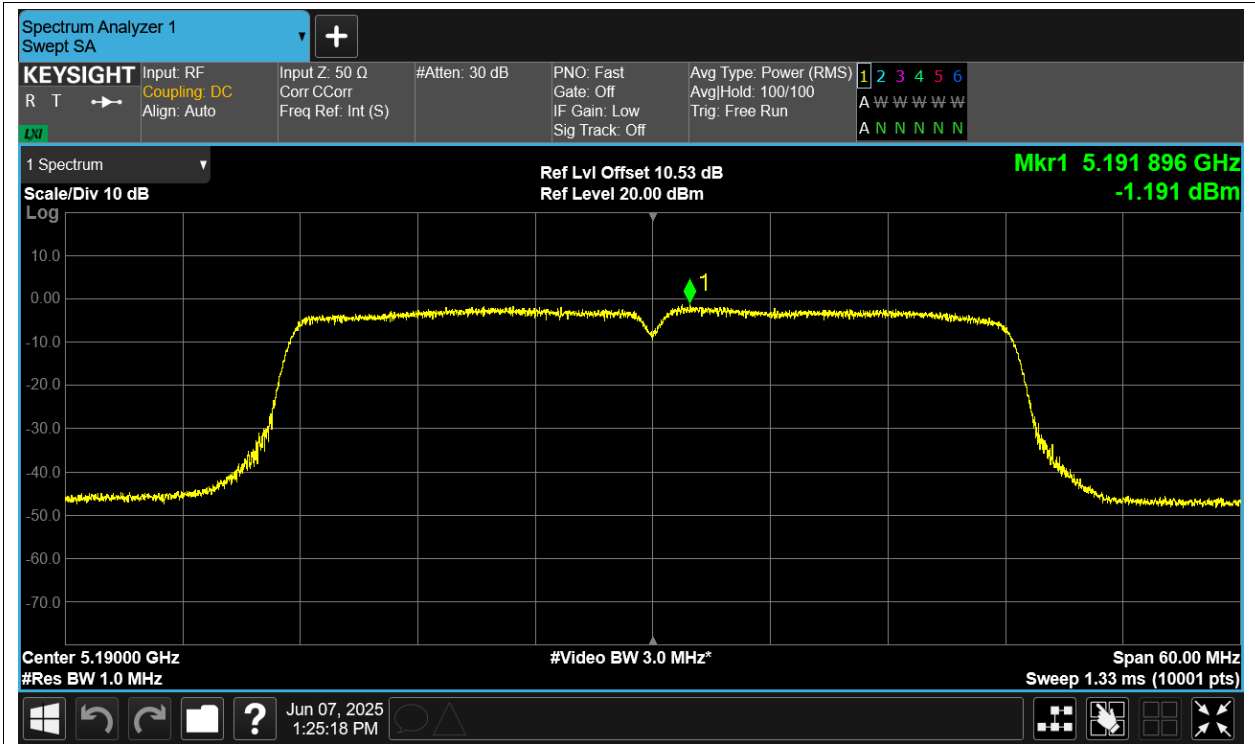 Spectrum Analyzer 1
Swept SA
KEYSIGHT
R T
LXI
Input: RF
Coupling: DC
Align: Auto
Input Z: 50 Ω
Corr CCorr
Freq Ref: Int (S)
#Atten: 30 dB
PNO: Fast
Gate: Off
IF Gain: Low
Sig Track: Off
Avg Type: Power (RMS)
Avg|Hold: 100/100
Trig: Free Run
1 2 3 4 5 6
A W W W W W
A N N N N N
1 Spectrum
Scale/Div 10 dB
Log
Ref Lvl Offset 10.53 dB
Ref Level 20.00 dBm
Mkr1 5.191 896 GHz
-1.191 dBm
1
10.0
0.00
-10.0
-20.0
-30.0
-40.0
-50.0
-60.0
-70.0
Center 5.19000 GHz
#Res BW 1.0 MHz
#Video BW 3.0 MHz*
Span 60.00 MHz
Sweep 1.33 ms (10001 pts)
?
Jun 07, 2025
1:25:18 PM